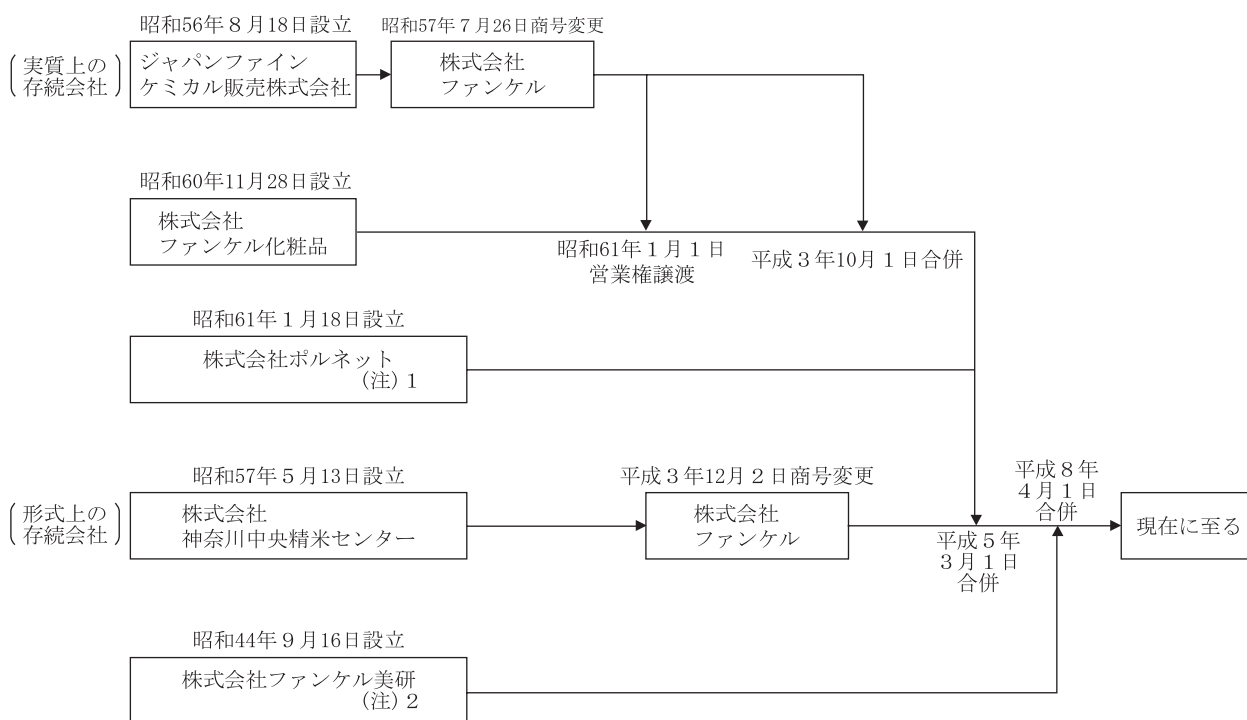 昭和56年８月18日設立
昭和57年７月26日商号変更
実質上の
存続会社
ジャパンファイン
ケミカル販売株式会社
株式会社
ファンケル
昭和60年11月28日設立
株式会社
ファンケル化粧品
昭和61年１月１日
営業権譲渡
平成３年10月１日合併
昭和61年１月18日設立
株式会社ポルネット
(注)１
昭和57年５月13日設立
平成３年12月２日商号変更
形式上の
存続会社
株式会社
神奈川中央精米センター
株式会社
ファンケル
平成５年
３月１日
合併
平成８年
４月１日
合併
現在に至る
昭和44年９月16日設立
株式会社ファンケル美研
(注)２